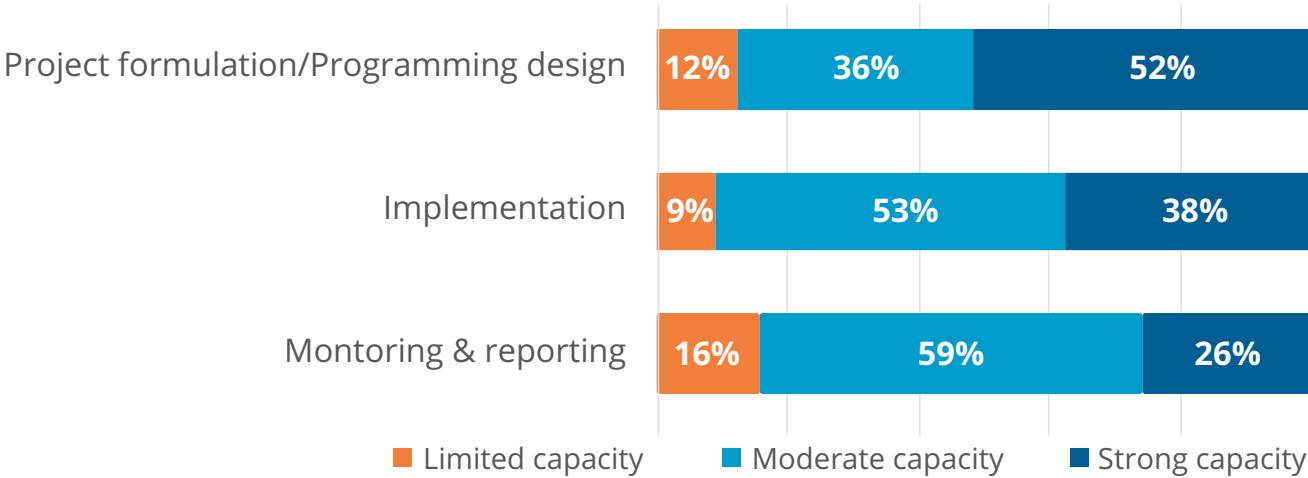 Project formulation/Programming design 12% 36% 52%
Implementation 9% 53% 38%
Montoring & reporting 16% 59% 26%
Limited capacity Moderate capacity Strong capacity